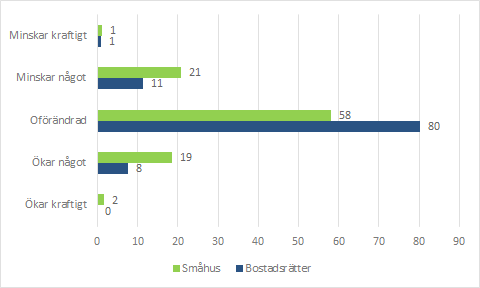 Minskar kraftigt
1
1
Minskar något
21
11
Oförändrad
58
80
Ökar något
19
8
Ökar kraftigt
2
0
0 10 20 30 40 50 60 70 80 90
Småhus Bostadsrätter